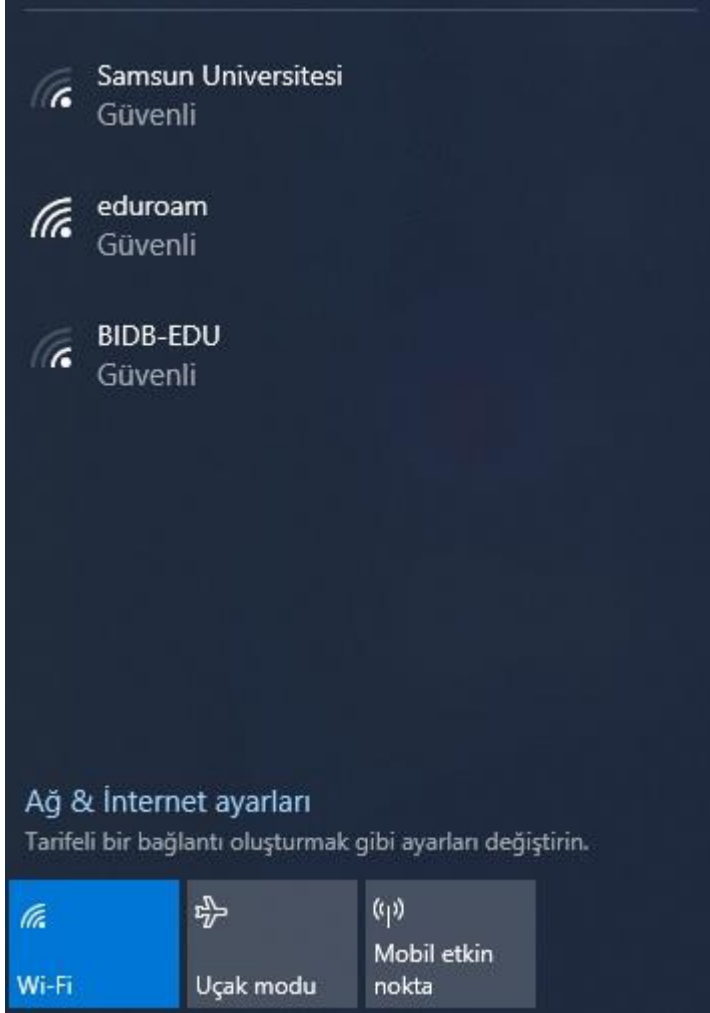 Samsun Universitesi
Güvenli
eduroam
Güvenli
BIDB-EDU
Güvenli
Ağ & İnternet ayarları
Tarifeli bir bağlantı oluşturmak gibi ayarları değiştirin.
Wi-Fi
Uçak modu
Mobil etkin
nokta